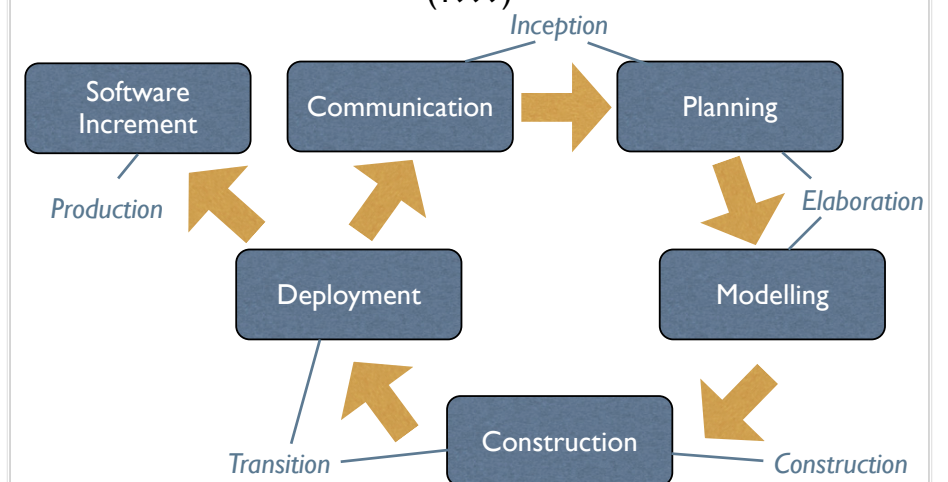 Inception
Software
Increment
Communication
Planning
Production
Elaboration
Deployment
Modelling
Construction
Transition
Construction